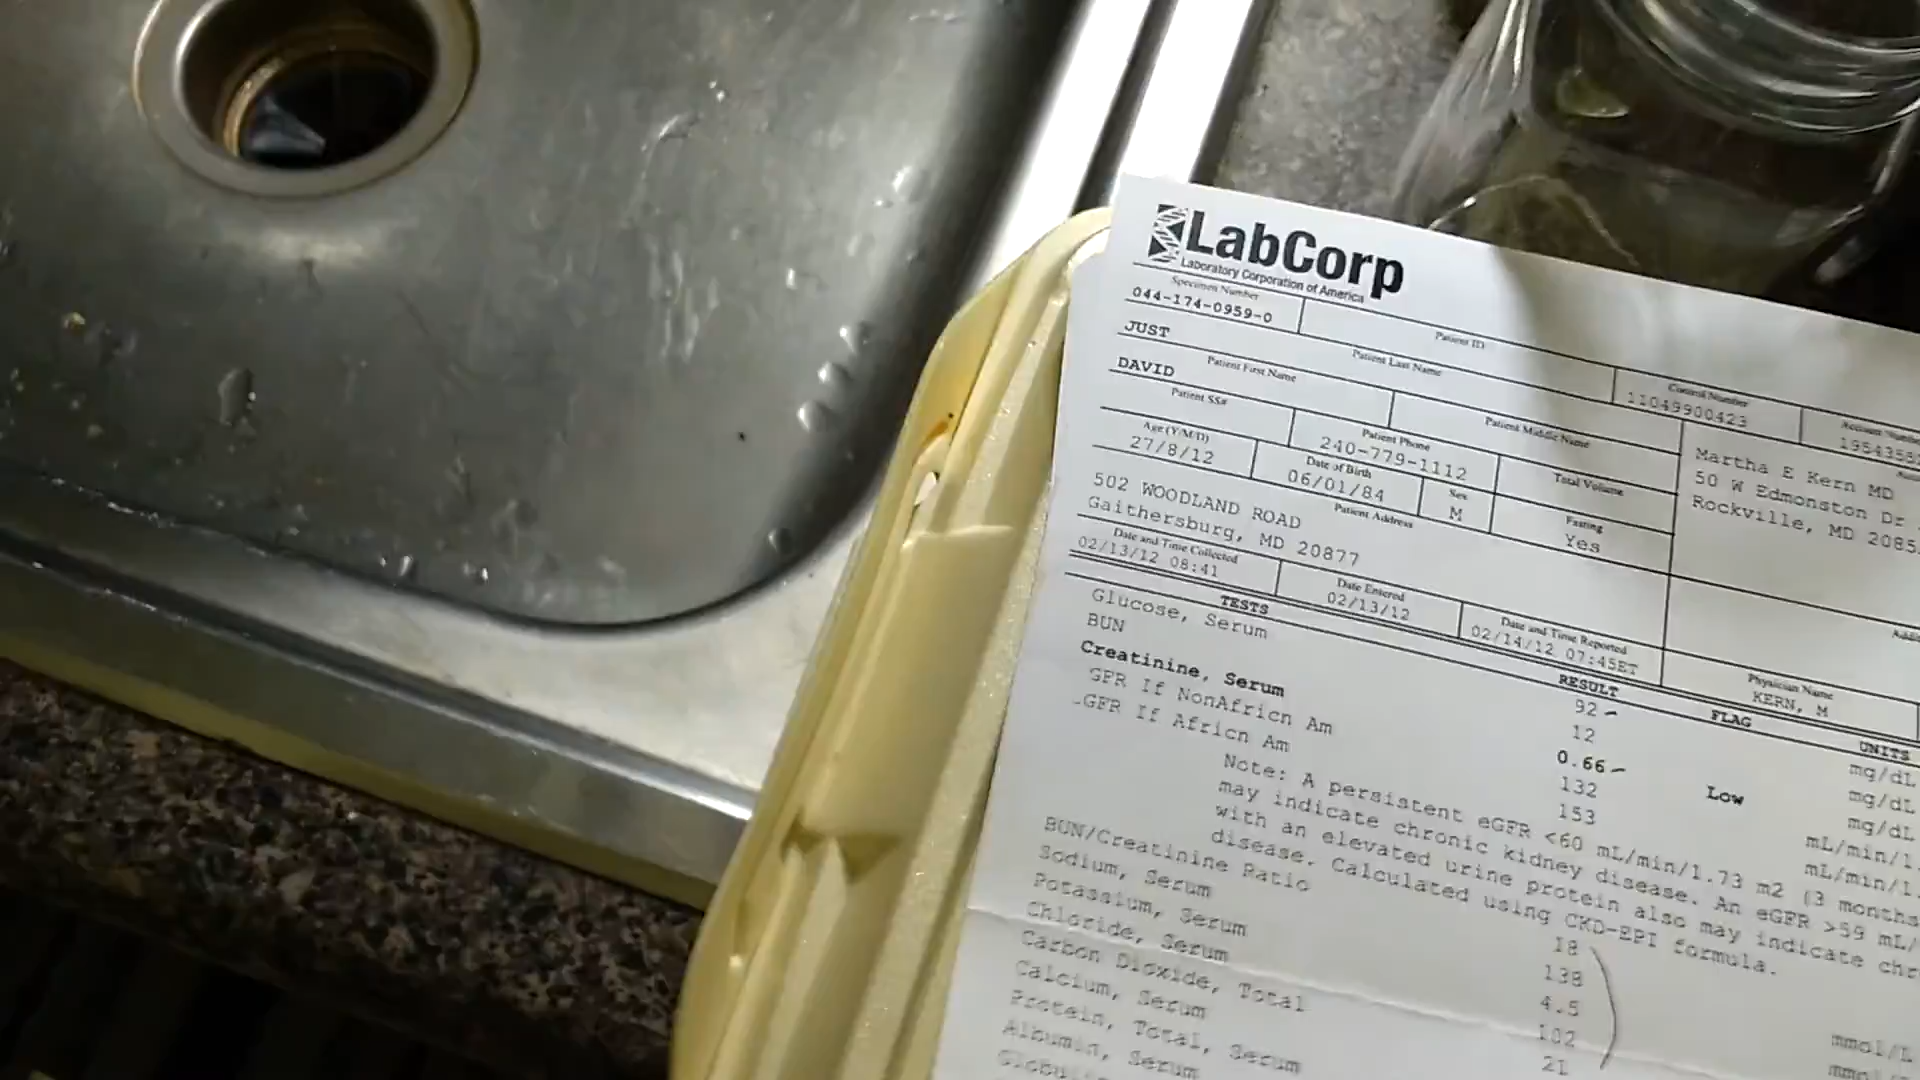 LabCorp
Laboratory Corporation of America
Specimen Number
044-174-0959-0
Patient ID
Control Number
11049900423
Account Number
JUST
Patient Last Name
DAVID
Patient First Name
Patient Middle Name
Patient SS#
Patient Phone
240-779-1112
Total Volume
Age (Y/M/D)
27/8/12
Date of Birth
06/01/84
Sex
M
Fasting
Yes
Martha E Kern MD
50 W Edmonston Dr
Rockville, MD
502 WOODLAND ROAD
Gaithersburg, MD 20877
Patient Address
Date and Time Collected
02/13/12 08:41
Date Entered
02/13/12
Date and Time Reported
02/14/12 07:45ET
Physician Name
KERN, M
TESTS RESULT FLAG UNITS
Glucose, Serum 92 mg/dL
BUN 12 mg/dL
Creatinine, Serum 0.66 Low mg/dL
GFR If NonAfricn Am 132 mL/min/1.
GFR If Africn Am 153 mL/min/1.
Note: A persistent eGFR <60 mL/min/1.73 m2 (3 months
may indicate chronic kidney disease. An eGFR >59 mL/
with an elevated urine protein also may indicate chr
disease. Calculated using CKD-EPI formula.
BUN/Creatinine Ratio 18
Sodium, Serum 138 mmol/L
Potassium, Serum 4.5
Chloride, Serum 102
Carbon Dioxide, Total 21
Calcium, Serum
Protein, Total, Serum
Albumin, Serum